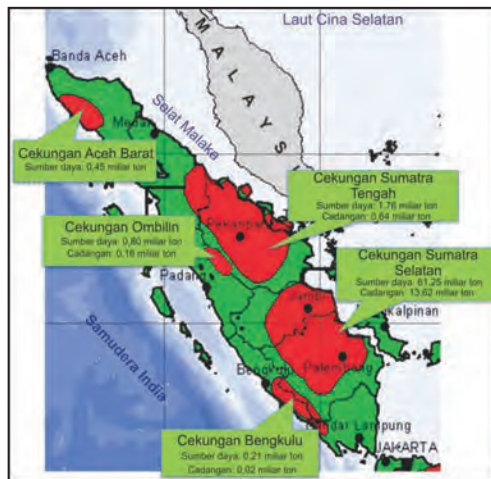 Laut Cina Selatan
Banda Aceh
MALAYS
Selat Malaka
Medan
Cekungan Aceh Barat
Sumber daya: 0,45 miliar ton
Cekungan Sumatra
Tengah
Sumber daya: 1.76 miliar ton
Cadangan: 0,64 miliar ton
Pekanbar
Cekungan Ombilin
Sumber daya: 0,80 miliar ton
Cadangan: 0,16 miliar ton
Padang
Cekungan Sumatra
Selatan
Sumber daya: 61.25 miliar ton
Cadangan: 13,62 miliar ton
Jambi
kalpinan
Samudera India
Palembang
Bengkulu
Cekungan Bengkulu
Sumber daya: 0.21 miliar ton
Cadangan: 0,02 miliar ton
dar Lampung
JAKARTA